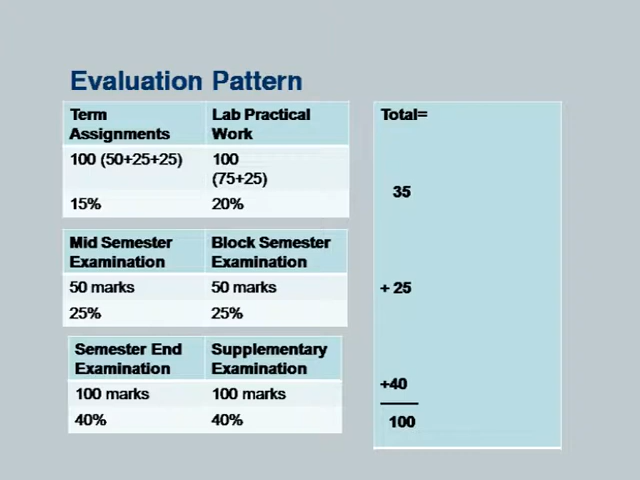 Evaluation Pattern
Term Lab Practical
Assignments Work
100 (50+25+25) 100
(75+25)
15% 20%
Mid Semester Block Semester
Examination Examination
50 marks 50 marks
25% 25%
Semester End Supplementary
Examination Examination
100 marks 100 marks
40% 40%
Total=
35
+ 25
+40
100